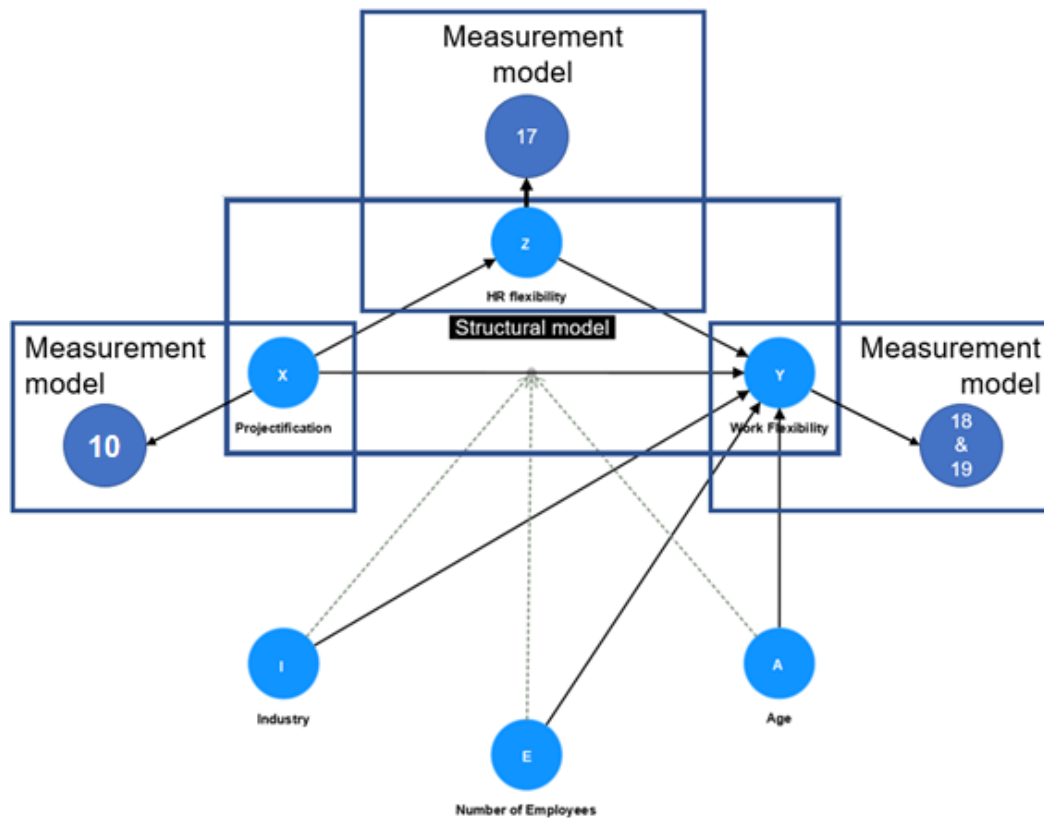 Measurement
model
17
Z
HR flexibility
Structural model
Measurement
model
X
Projectification
10
Measurement
model
Y
Work Flexibility
18
&
19
I
Industry
A
Age
E
Number of Employees